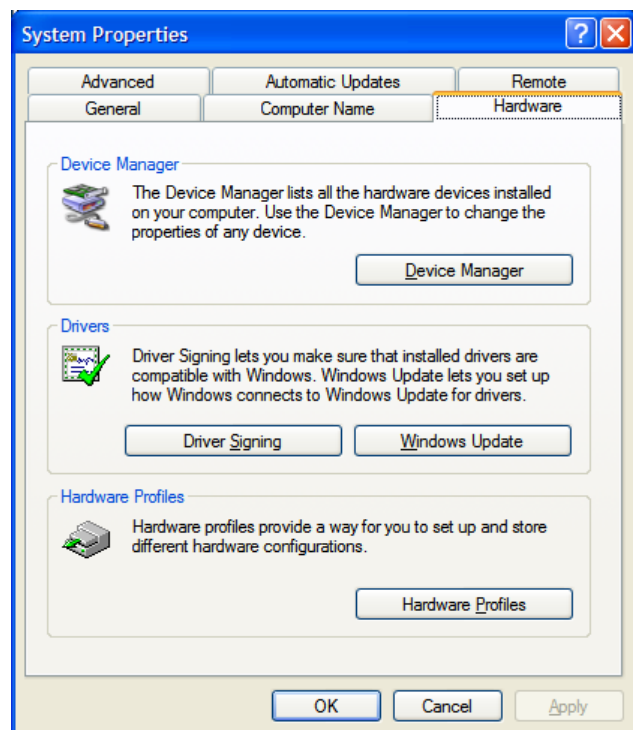 System Properties
Advanced
Automatic Updates
Remote
General
Computer Name
Hardware
Device Manager
The Device Manager lists all the hardware devices installed
on your computer. Use the Device Manager to change the
properties of any device.
Device Manager
Drivers
Driver Signing lets you make sure that installed drivers are
compatible with Windows. Windows Update lets you set up
how Windows connects to Windows Update for drivers.
Driver Signing
Windows Update
Hardware Profiles
Hardware profiles provide a way for you to set up and store
different hardware configurations.
Hardware Profiles
OK
Cancel
Apply